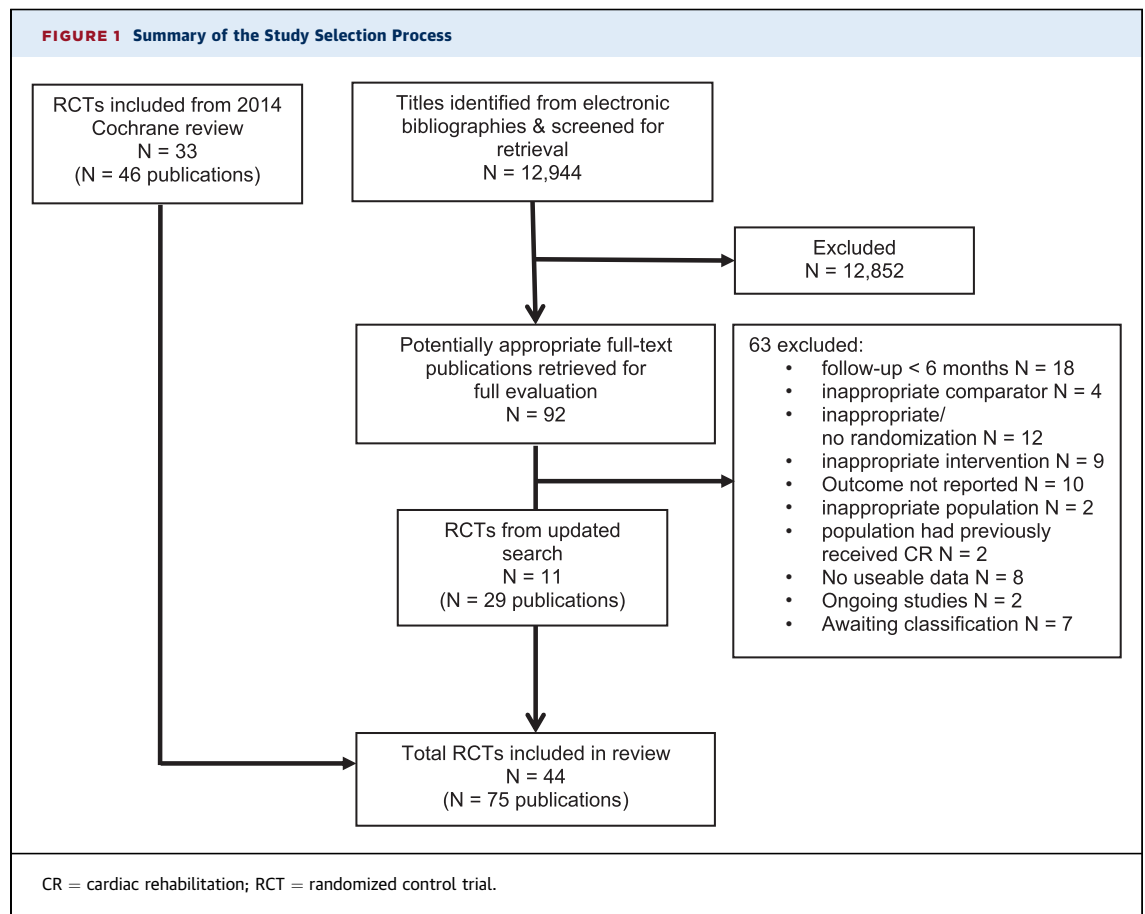 FIGURE 1 Summary of the Study Selection Process
RCTs included from 2014
Cochrane review
N = 33
(N = 46 publications)
Titles identified from electronic
bibliographies & screened for
retrieval
N = 12,944
Excluded
N = 12,852
Potentially appropriate full-text
publications retrieved for
full evaluation
N = 92
63 excluded:
• follow-up < 6 months N = 18
• inappropriate comparator N = 4
• inappropriate/
no randomization N = 12
• inappropriate intervention N = 9
• Outcome not reported N = 10
• inappropriate population N = 2
• population had previously
received CR N = 2
• No useable data N = 8
• Ongoing studies N = 2
• Awaiting classification N = 7
RCTs from updated
search
N = 11
(N = 29 publications)
Total RCTs included in review
N = 44
(N = 75 publications)
CR = cardiac rehabilitation; RCT = randomized control trial.